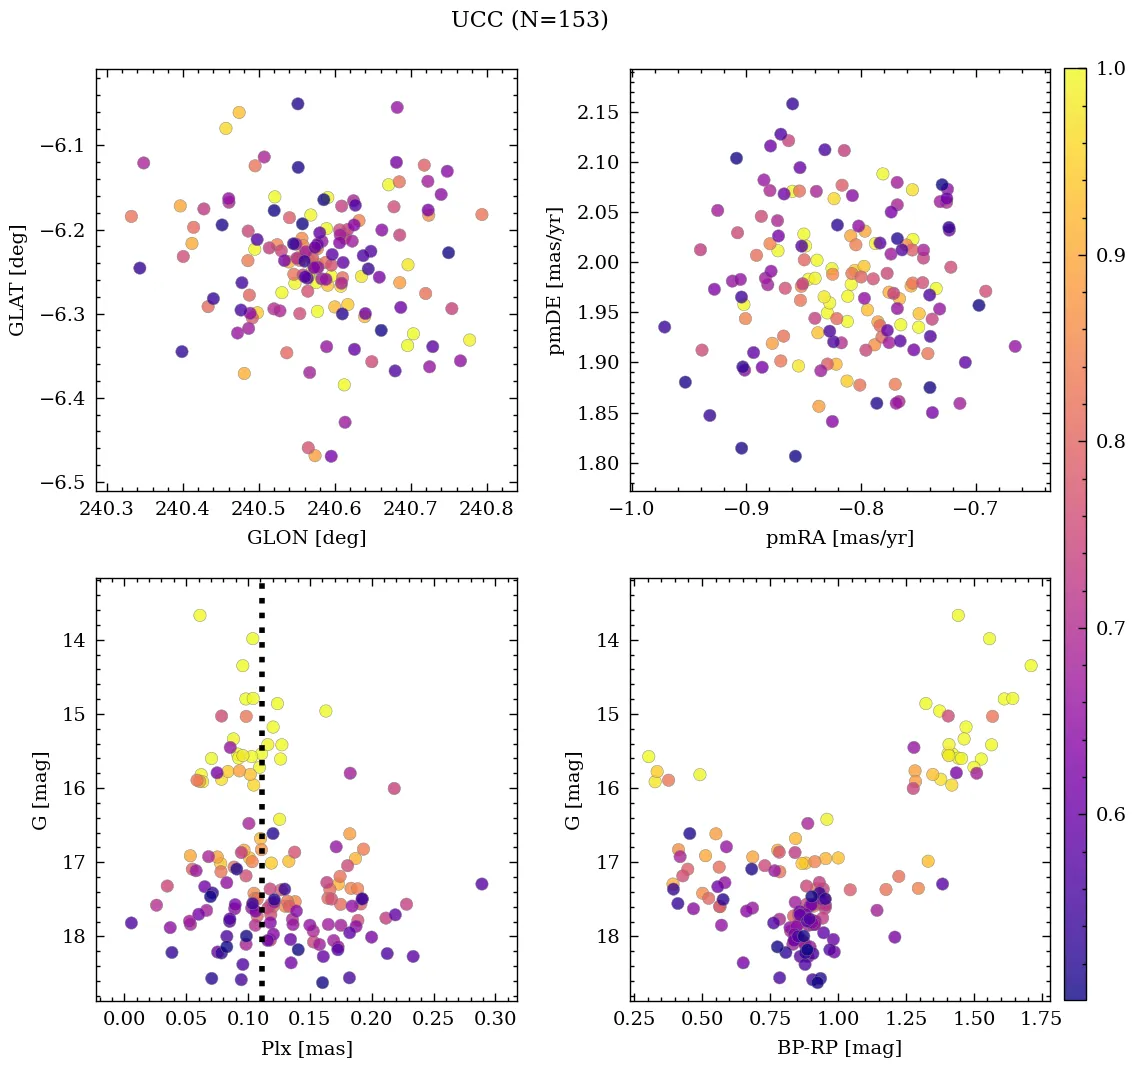 UCC (N=153)
−6.1
−6.2
−6.3
−6.4
−6.5
GLAT [deg]
240.3 240.4 240.5 240.6 240.7 240.8
GLON [deg]
2.15
2.10
2.05
2.00
1.95
1.90
1.85
1.80
pmDE [mas/yr]
−1.0 −0.9 −0.8 −0.7
pmRA [mas/yr]
14
15
16
17
18
G [mag]
0.00 0.05 0.10 0.15 0.20 0.25 0.30
Plx [mas]
14
15
16
17
18
G [mag]
0.25 0.50 0.75 1.00 1.25 1.50 1.75
BP-RP [mag]
1.0
0.9
0.8
0.7
0.6